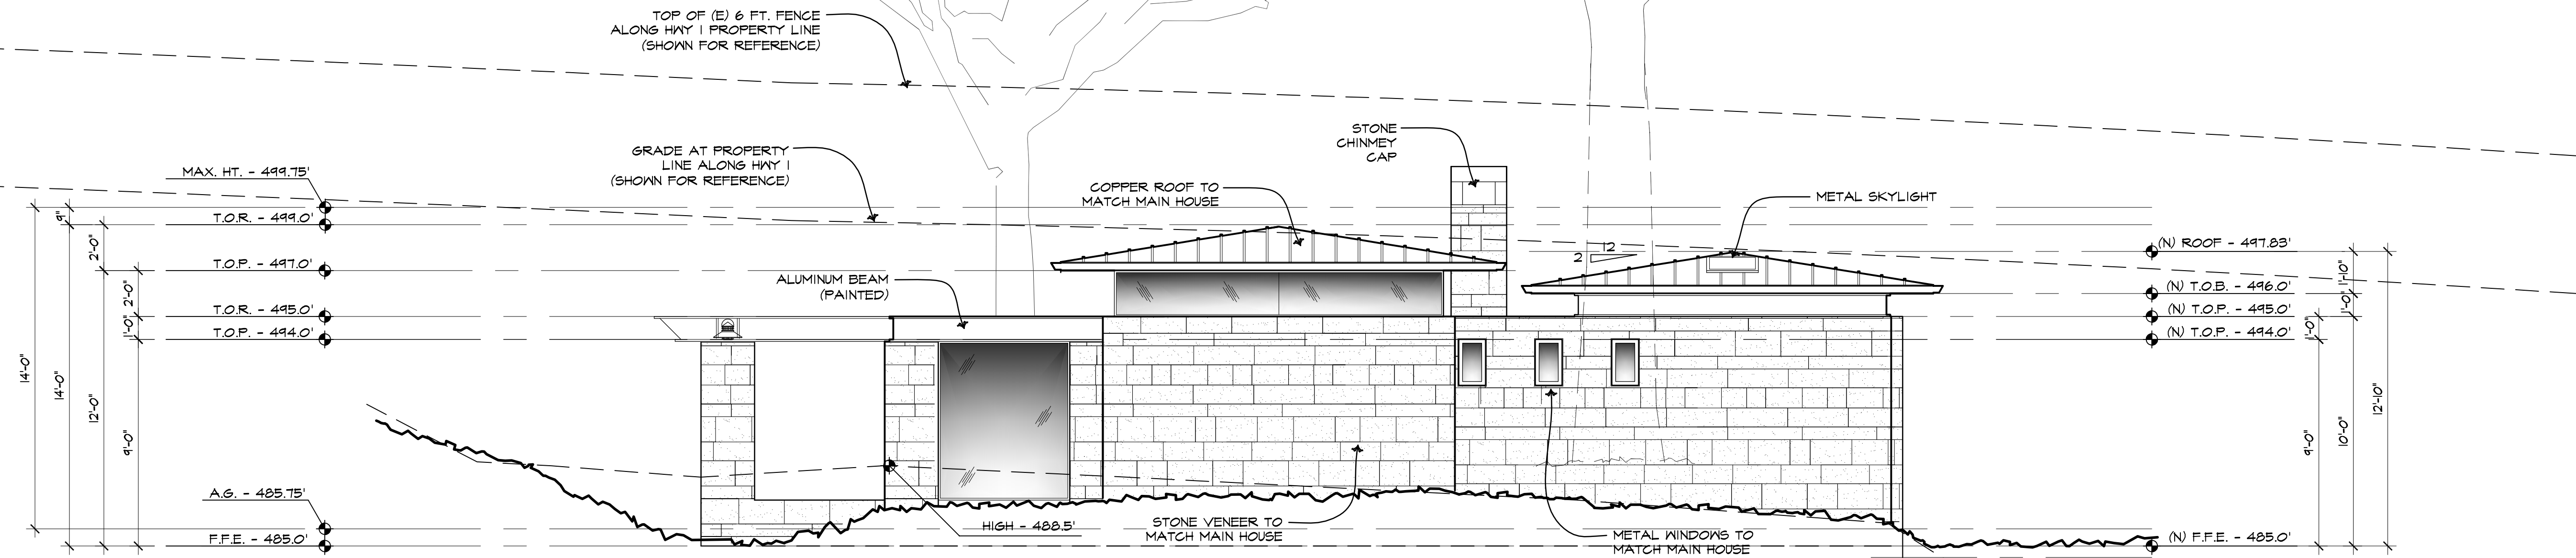 TOP OF (E) 6 FT. FENCE
ALONG HWY 1 PROPERTY LINE
(SHOWN FOR REFERENCE)
GRADE AT PROPERTY
LINE ALONG HWY 1
(SHOWN FOR REFERENCE)
STONE
CHINMEY
CAP
COPPER ROOF TO
MATCH MAIN HOUSE
METAL SKYLIGHT
ALUMINUM BEAM
(PAINTED)
12
2
MAX. HT. - 499.75'
T.O.R. - 499.0'
T.O.P. - 497.0'
T.O.R. - 495.0'
T.O.P. - 494.0'
A.G. - 485.75'
F.F.E. - 485.0'
9"
2'-0"
2'-0"
1'-0"
14'-0"
14'-0"
12'-0"
9'-0"
HIGH - 488.5'
STONE VENEER TO
MATCH MAIN HOUSE
METAL WINDOWS TO
MATCH MAIN HOUSE
(N) ROOF - 497.83'
(N) T.O.B. - 496.0'
(N) T.O.P. - 495.0'
(N) T.O.P. - 494.0'
(N) F.F.E. - 485.0'
1'-10"
1'-0"
1'-0"
9'-0"
10'-0"
12'-10"